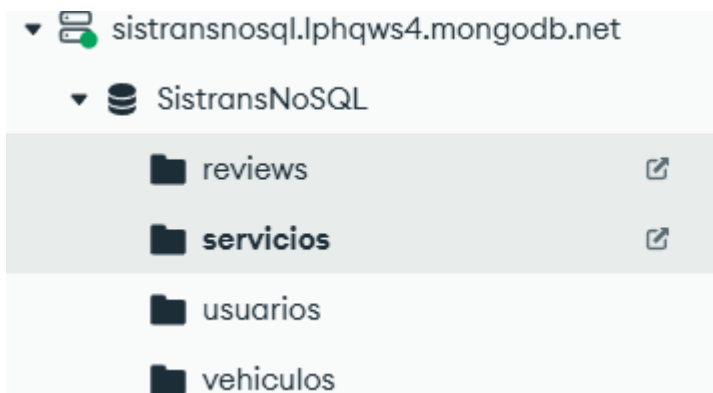 sistransnosql.lphqws4.mongodb.net
SistransNoSQL
reviews
servicios
usuarios
vehiculos